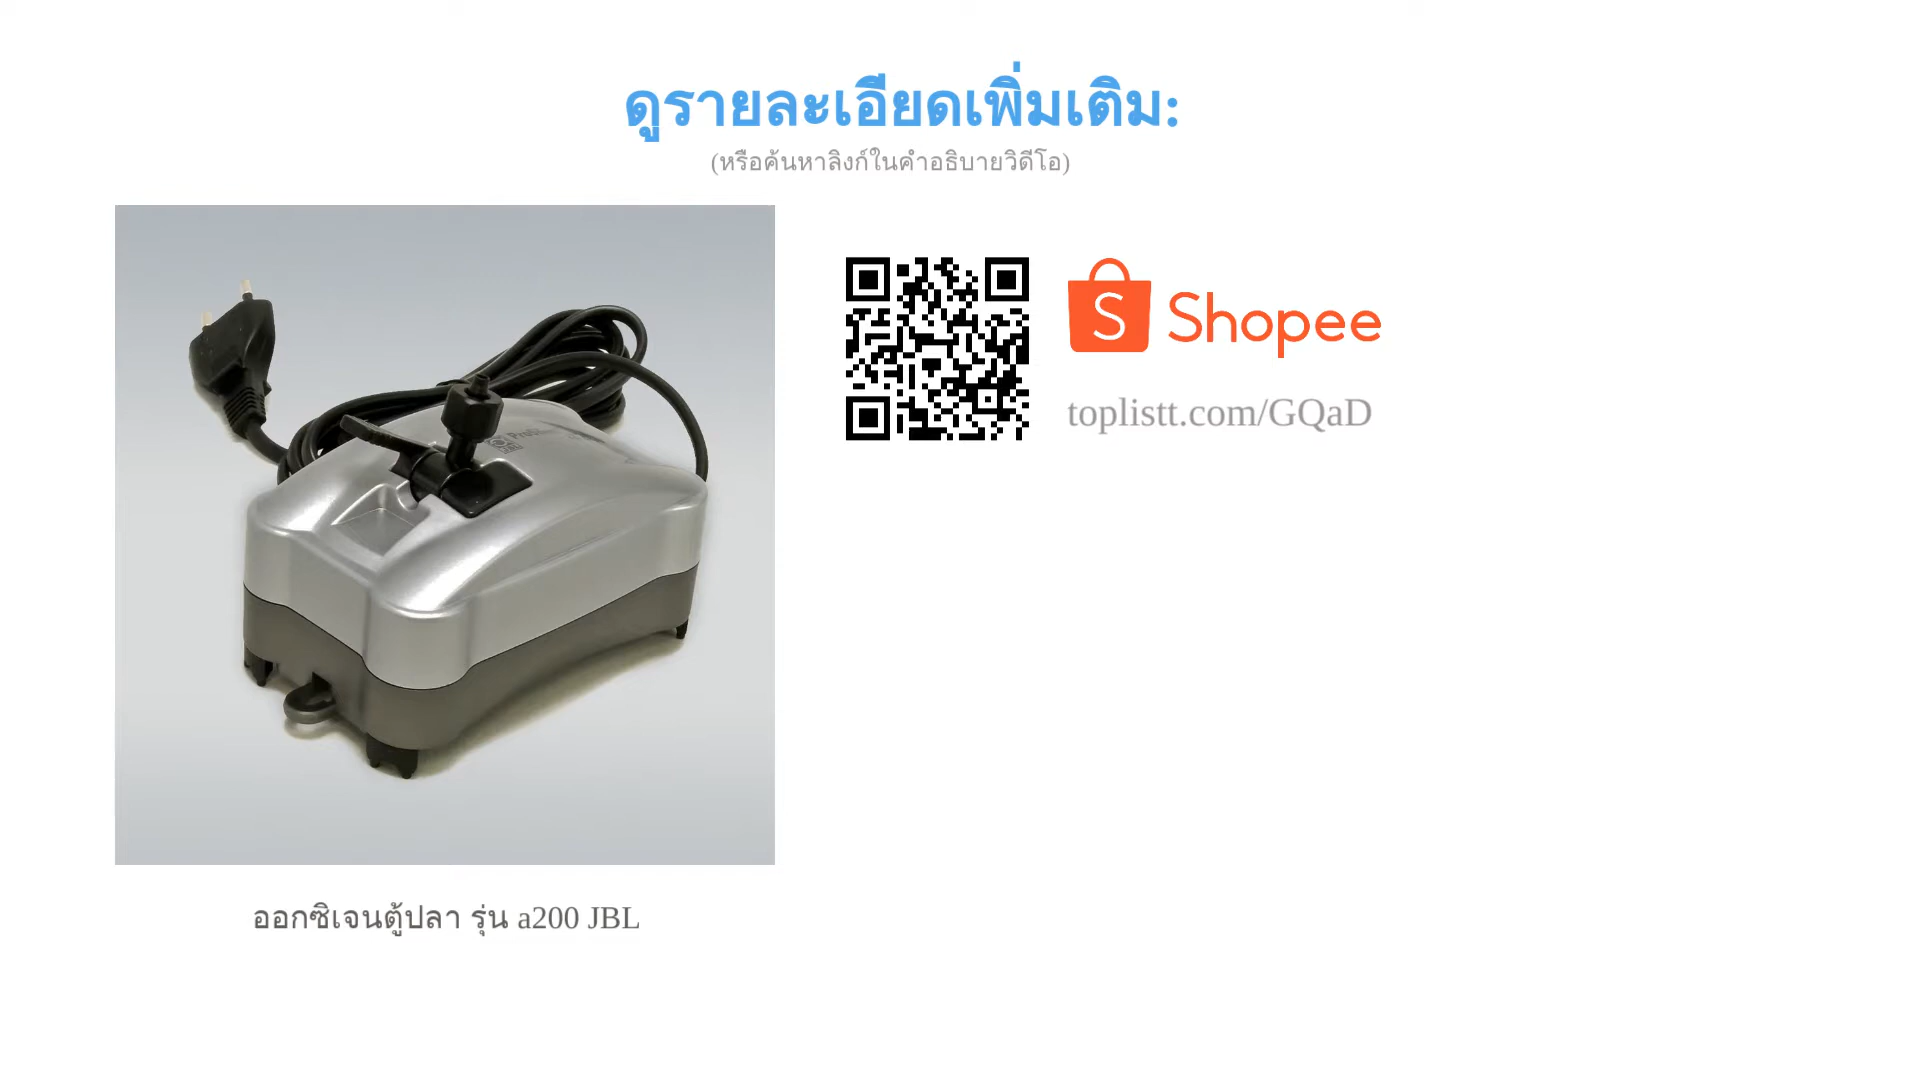 ดูรายละเอียดเพิ่มเติม:
(หรือค้นหาลิงก์ในคำอธิบายวิดีโอ)
Shopee
toplistt.com/GQaD
ออกซิเจนตู้ปลา รุ่น a200 JBL